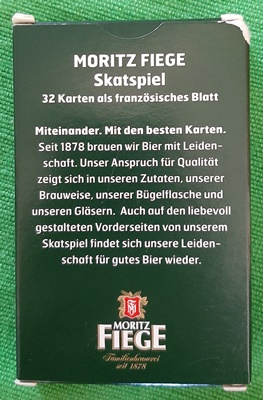 MORITZ FIEGE
Skatspiel
32 Karten als französisches Blatt
Miteinander. Mit den besten Karten.
Seit 1878 brauen wir Bier mit Leiden-
schaft. Unser Anspruch für Qualität
zeigt sich in unseren Zutaten, unserer
Brauweise, unserer Bügelflasche und
unseren Gläsern. Auch auf den liebevoll
gestalteten Vorderseiten von unserem
Skatspiel findet sich unsere Leiden-
schaft für gutes Bier wieder.
MORITZ
FIEGE
Familienbrauerei
seit 1878